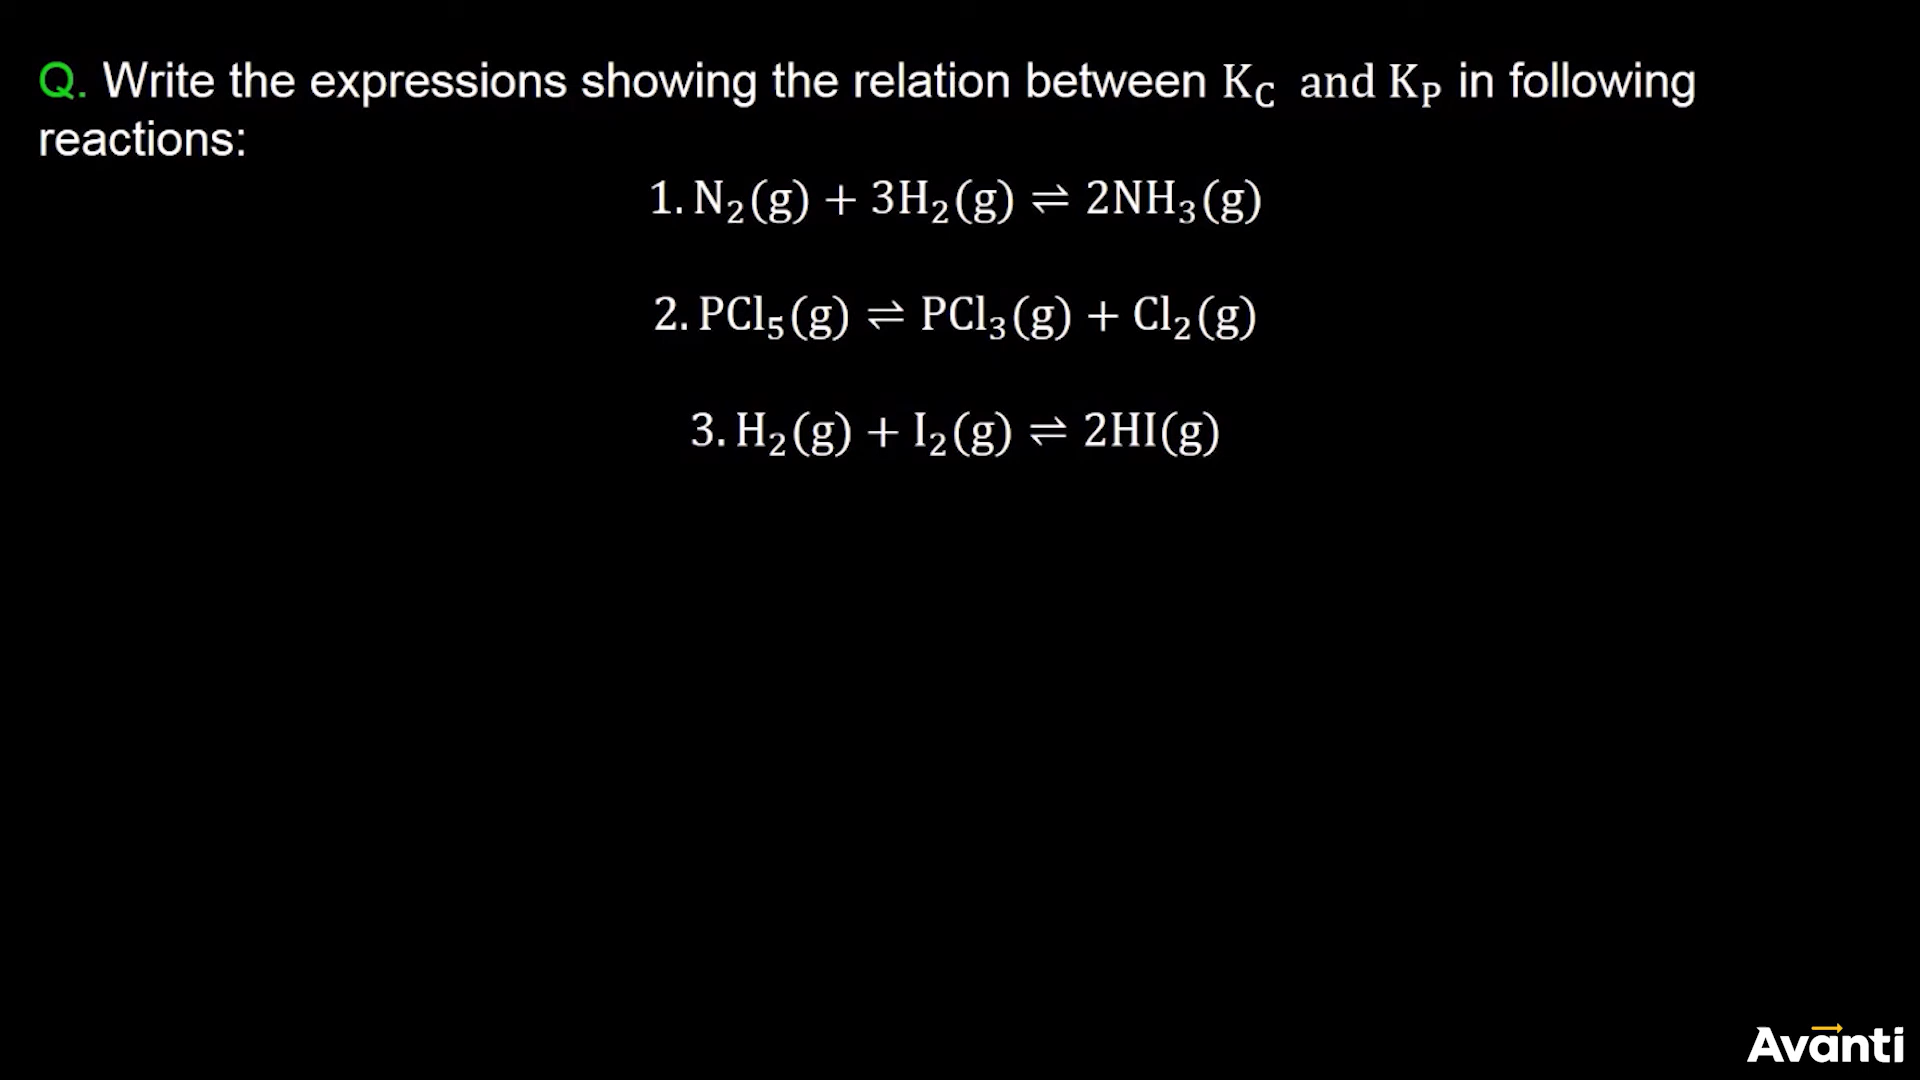 Q. Write the expressions showing the relation between K_C and K_P in following
reactions:
1. N₂(g) + 3H₂(g) ⇌ 2NH₃(g)
2. PCl₅(g) ⇌ PCl₃(g) + Cl₂(g)
3. H₂(g) + I₂(g) ⇌ 2HI(g)
Avanti